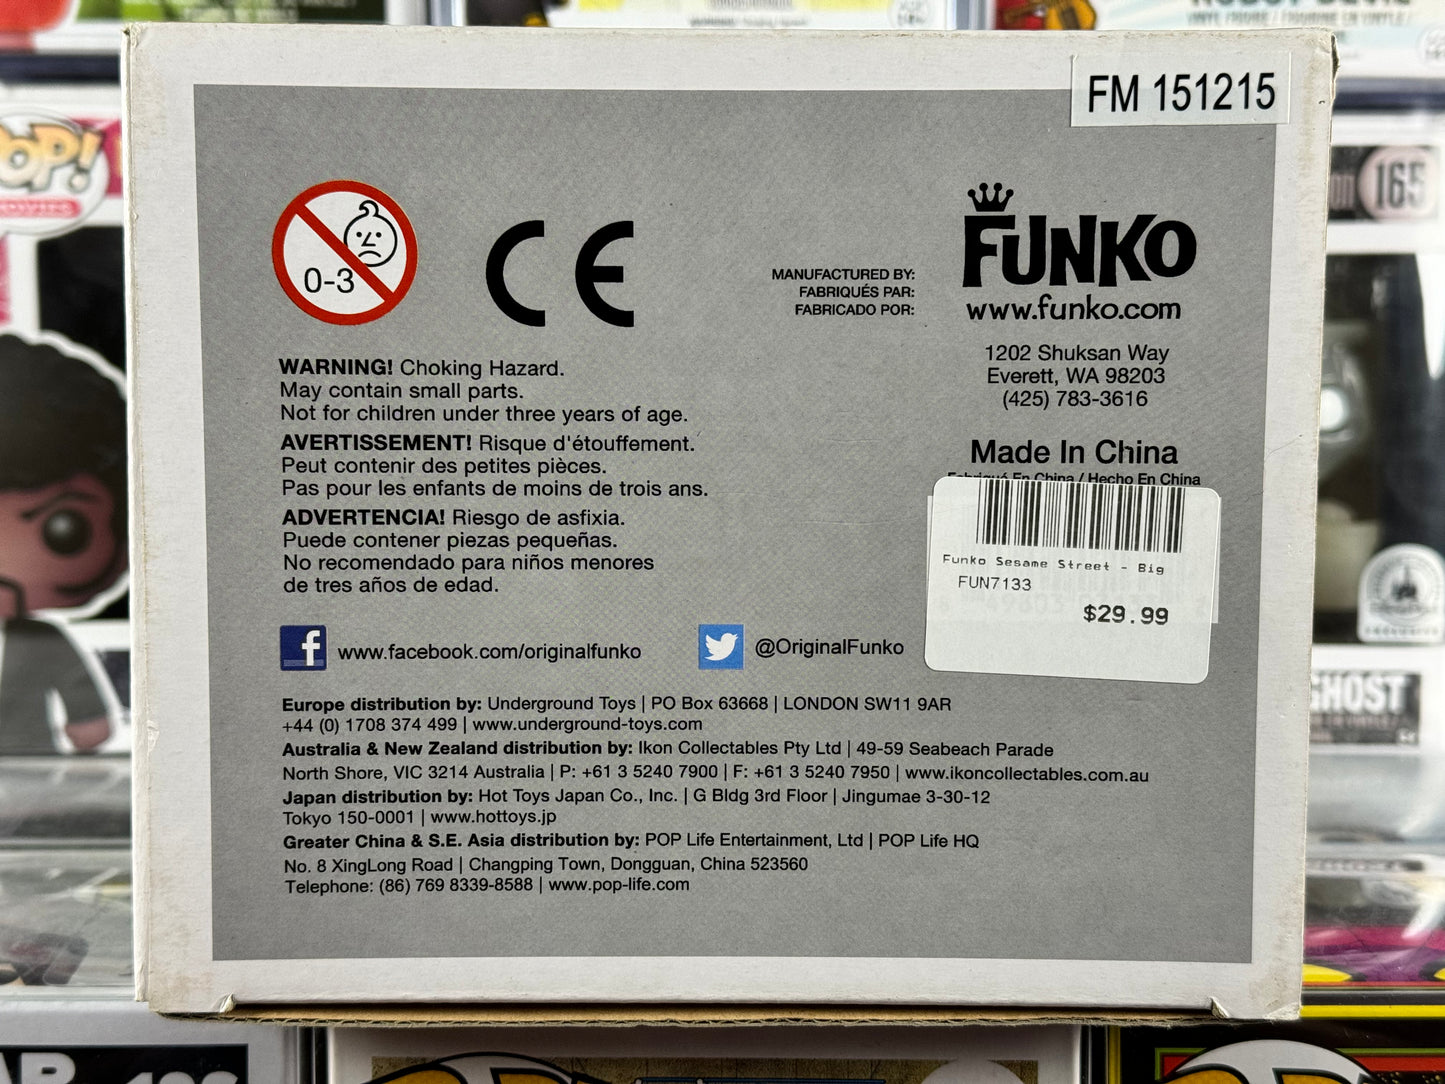 FM 151215
POP!
165
0-3
CE
MANUFACTURED BY:
FABRIQUÉS PAR:
FABRICADO POR:
FUNKO
www.funko.com
1202 Shuksan Way
Everett, WA 98203
(425) 783-3616
Made In China
Fabriqué En China / Hecho En China
WARNING! Choking Hazard.
May contain small parts.
Not for children under three years of age.
AVERTISSEMENT! Risque d'étouffement.
Peut contenir des petites pièces.
Pas pour les enfants de moins de trois ans.
ADVERTENCIA! Riesgo de asfixia.
Puede contener piezas pequeñas.
No recomendado para niños menores
de tres años de edad.
Funko Sesame Street - Big
FUN7133
$29.99
www.facebook.com/originalfunko
@OriginalFunko
Europe distribution by: Underground Toys | PO Box 63668 | LONDON SW11 9AR
+44 (0) 1708 374 499 | www.underground-toys.com
Australia & New Zealand distribution by: Ikon Collectables Pty Ltd | 49-59 Seabeach Parade
North Shore, VIC 3214 Australia | P: +61 3 5240 7900 | F: +61 3 5240 7950 | www.ikoncollectables.com.au
Japan distribution by: Hot Toys Japan Co., Inc. | G Bldg 3rd Floor | Jingumae 3-30-12
Tokyo 150-0001 | www.hottoys.jp
Greater China & S.E. Asia distribution by: POP Life Entertainment, Ltd | POP Life HQ
No. 8 XingLong Road | Changping Town, Dongguan, China 523560
Telephone: (86) 769 8339-8588 | www.pop-life.com
GHOST